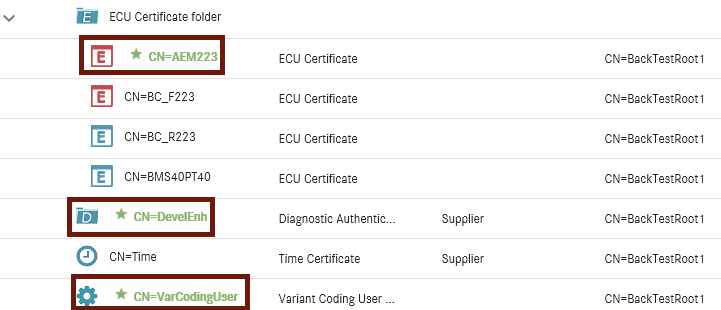 E ECU Certificate folder
E CN=AEM223 ECU Certificate CN=BackTestRoot1
E CN=BC_F223 ECU Certificate CN=BackTestRoot1
E CN=BC_R223 ECU Certificate CN=BackTestRoot1
E CN=BMS40PT40 ECU Certificate CN=BackTestRoot1
D CN=DevelEnh Diagnostic Authentic... Supplier CN=BackTestRoot1
CN=Time Time Certificate Supplier CN=BackTestRoot1
CN=VarCodingUser Variant Coding User ... CN=BackTestRoot1